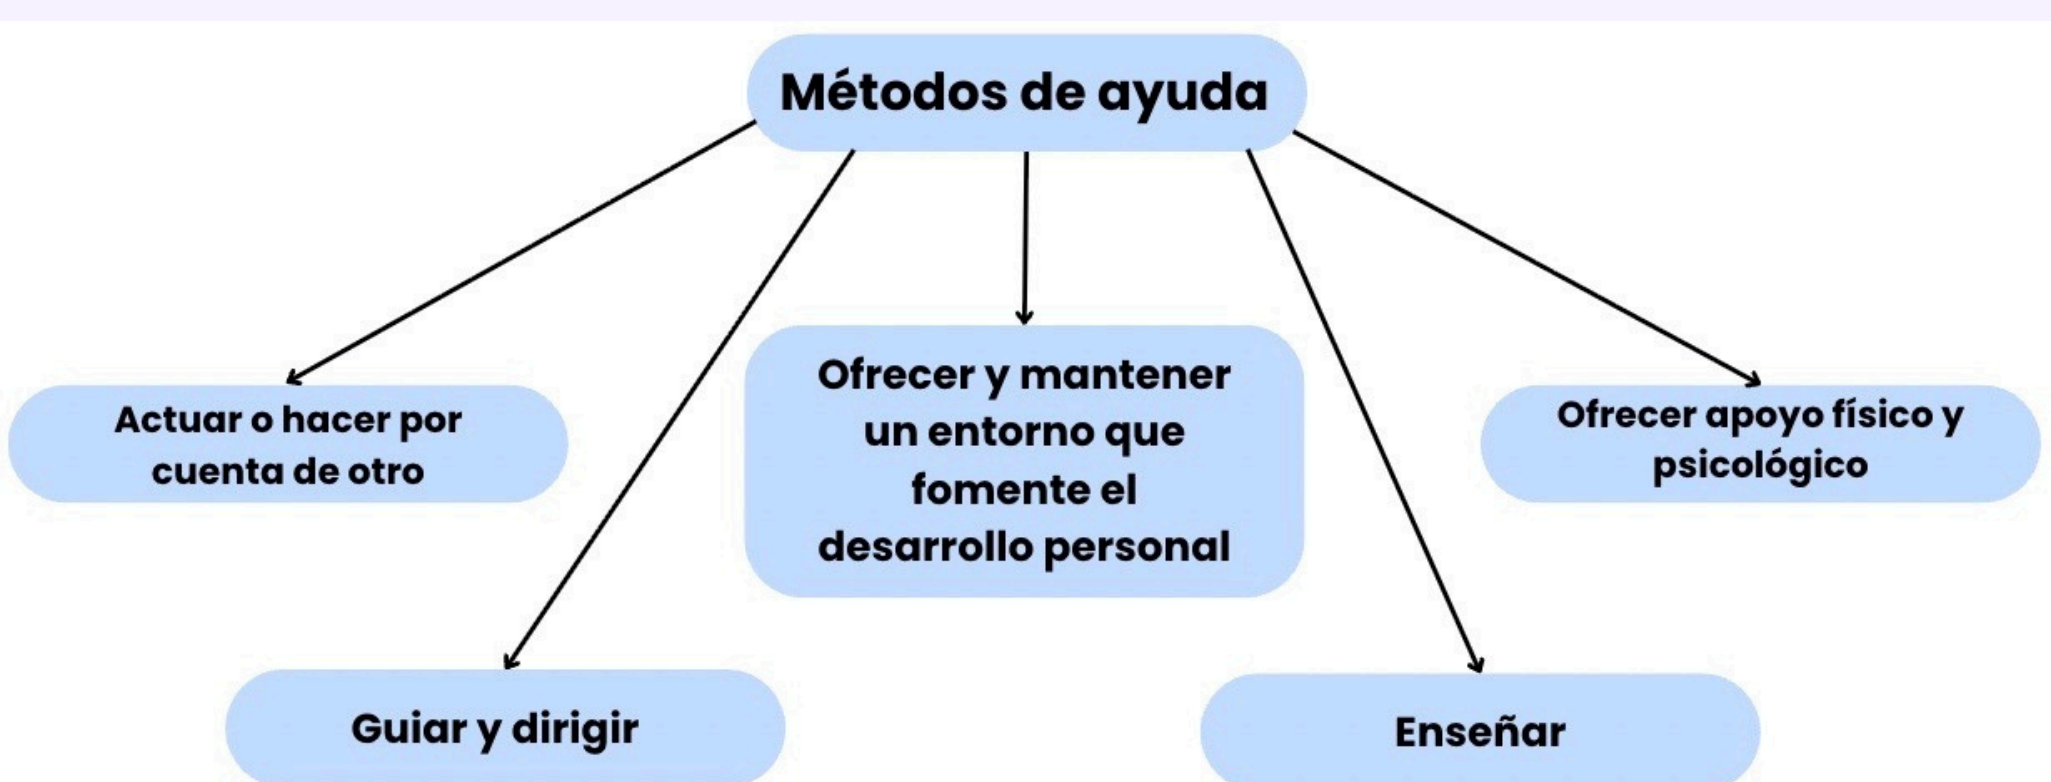 Métodos de ayuda
Actuar o hacer por
cuenta de otro
Ofrecer y mantener
un entorno que
fomente el
desarrollo personal
Ofrecer apoyo físico y
psicológico
Guiar y dirigir
Enseñar